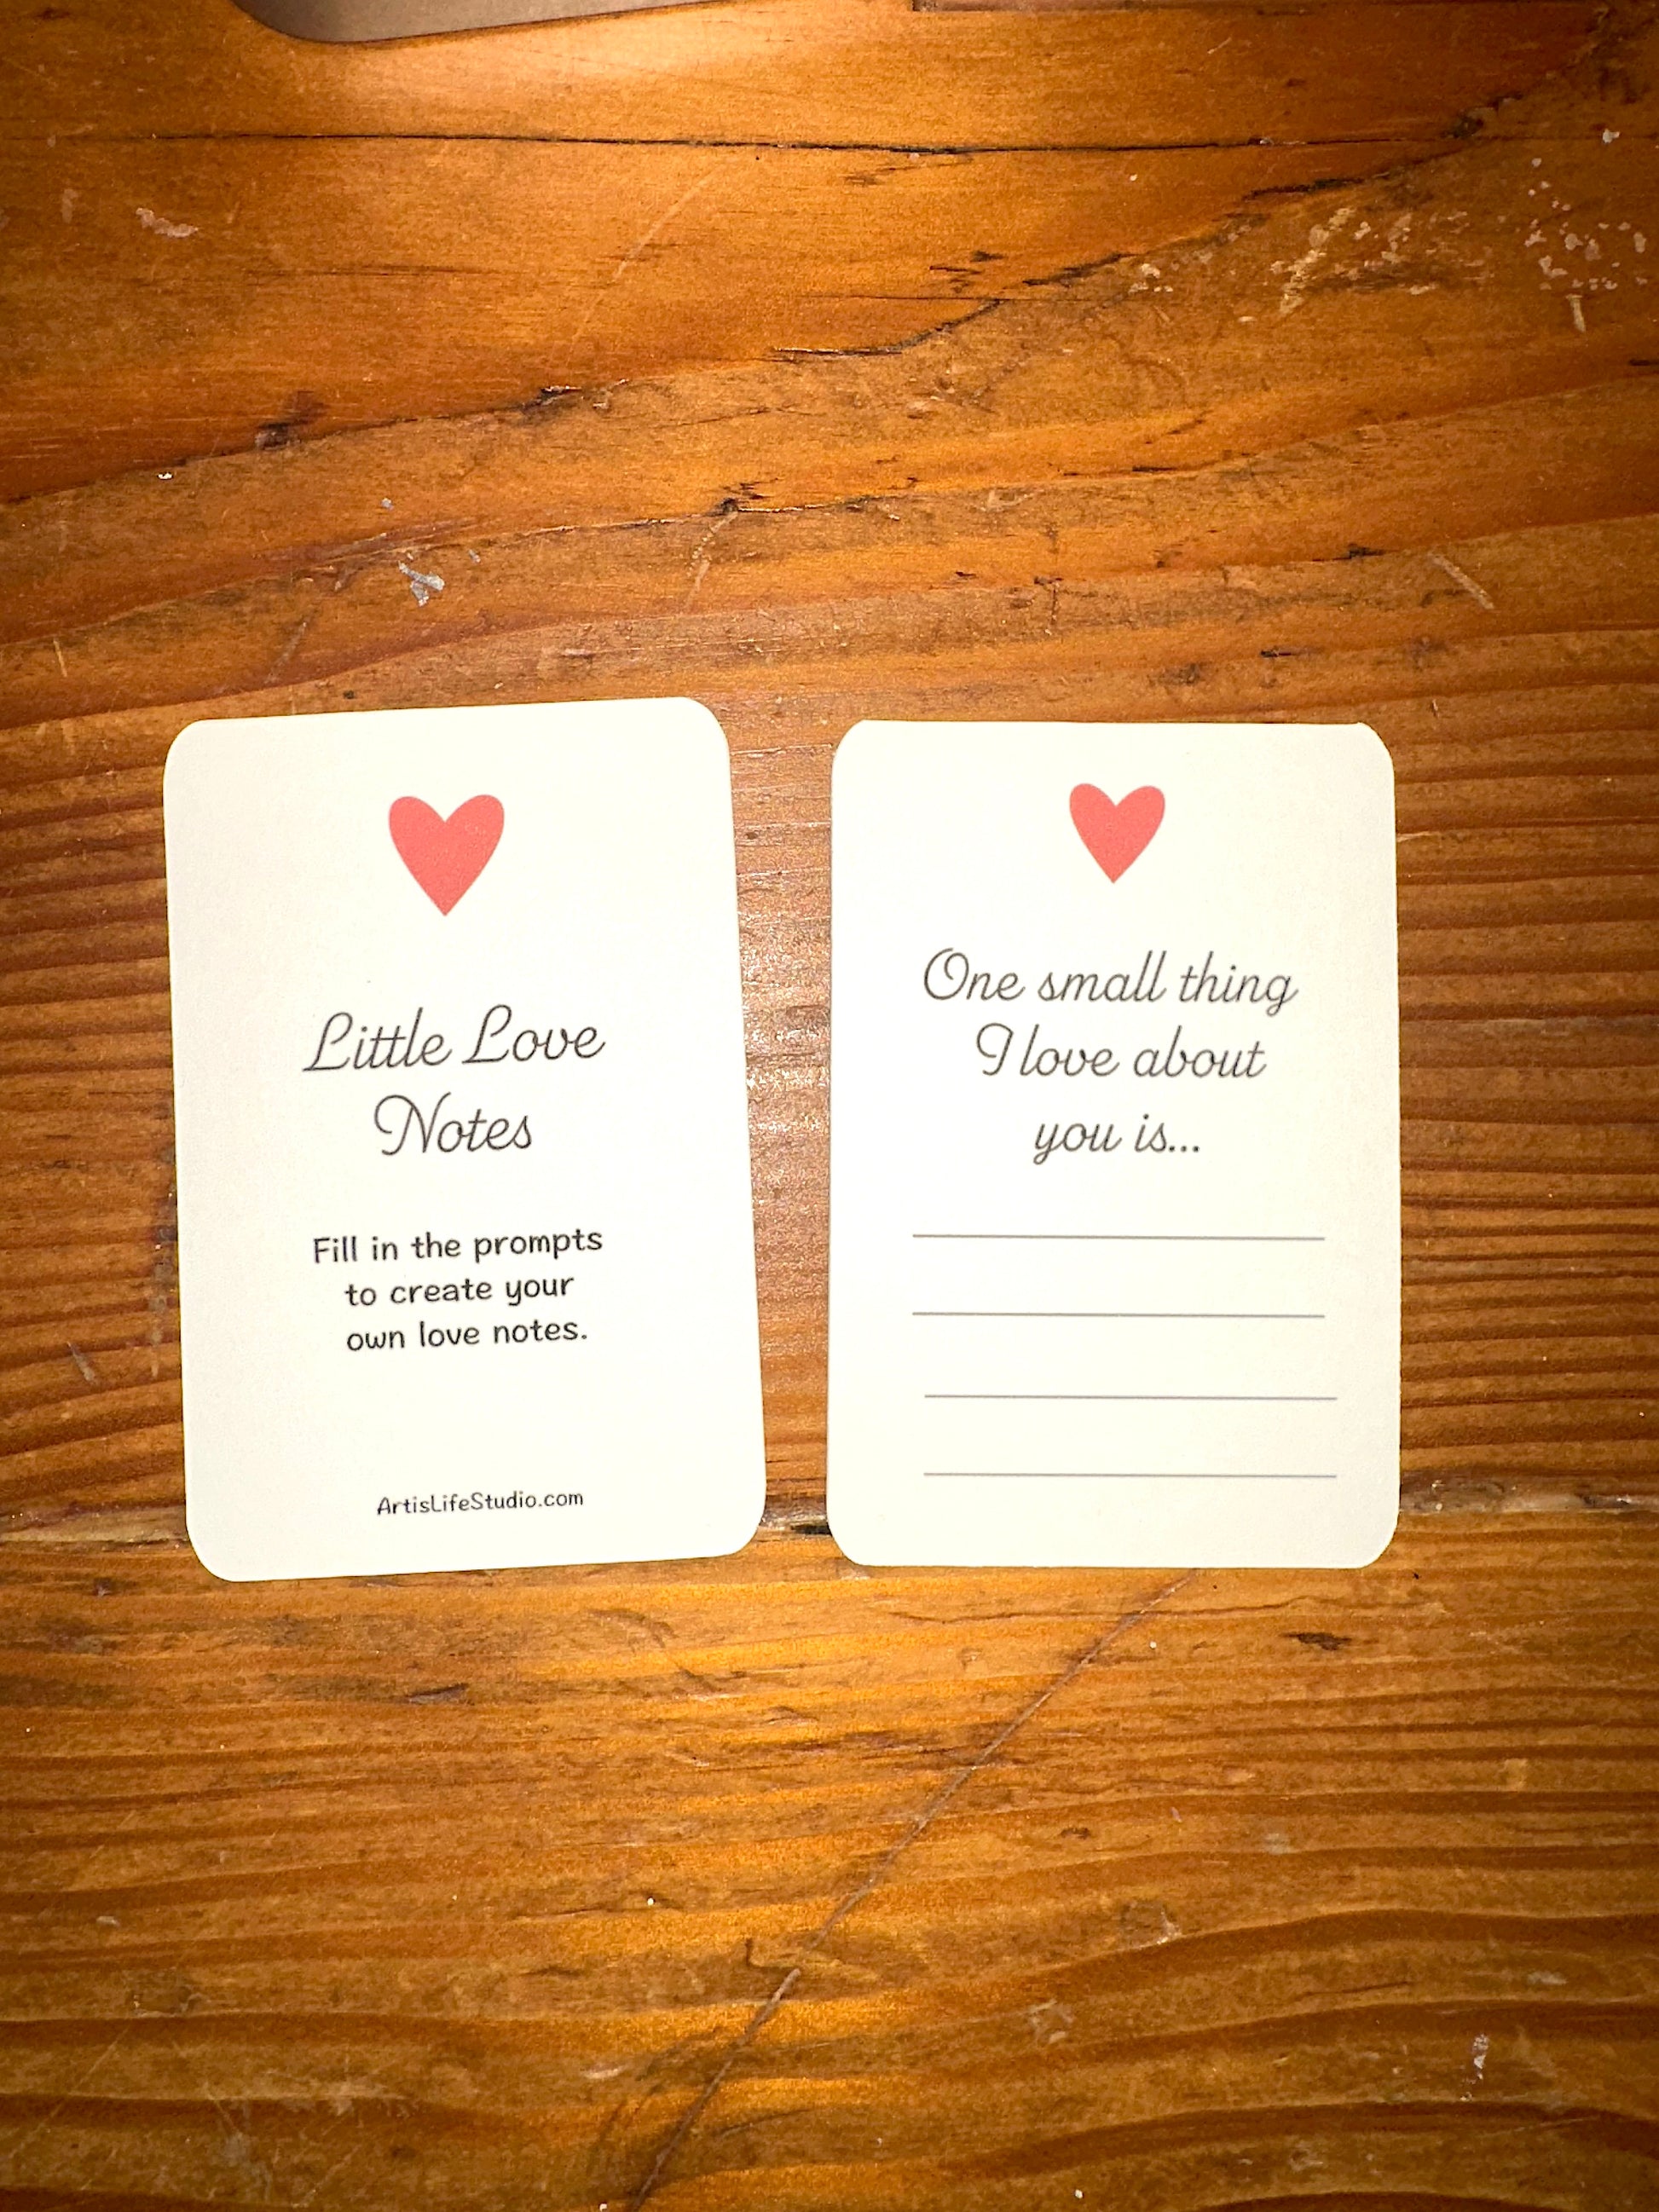 Little Love
Notes
Fill in the prompts
to create your
own love notes.
ArtisLifeStudio.com
One small thing
I love about
you is...